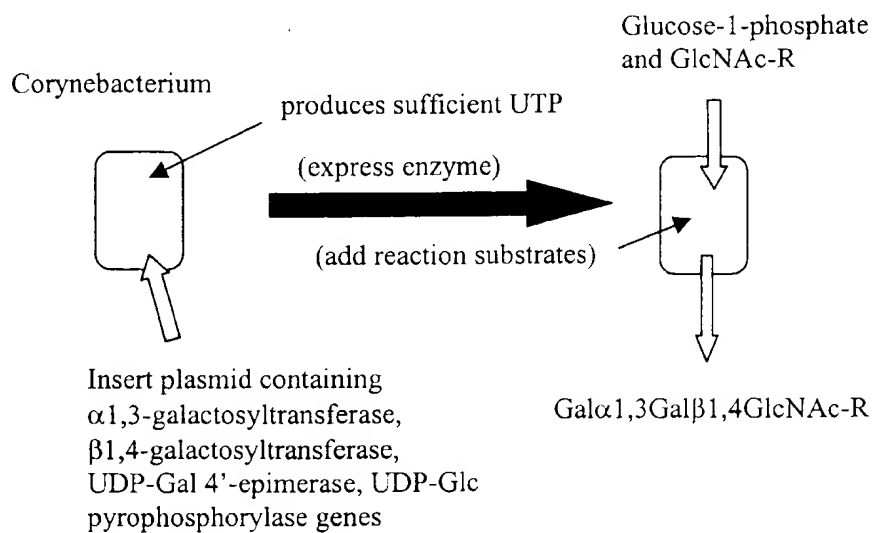 Glucose-1-phosphate
and GlcNAc-R
Corynebacterium
produces sufficient UTP
(express enzyme)
(add reaction substrates)
Insert plasmid containing
α1,3-galactosyltransferase,
β1,4-galactosyltransferase,
UDP-Gal 4’-epimerase, UDP-Glc
pyrophosphorylase genes
Galα1,3Galβ1,4GlcNAc-R